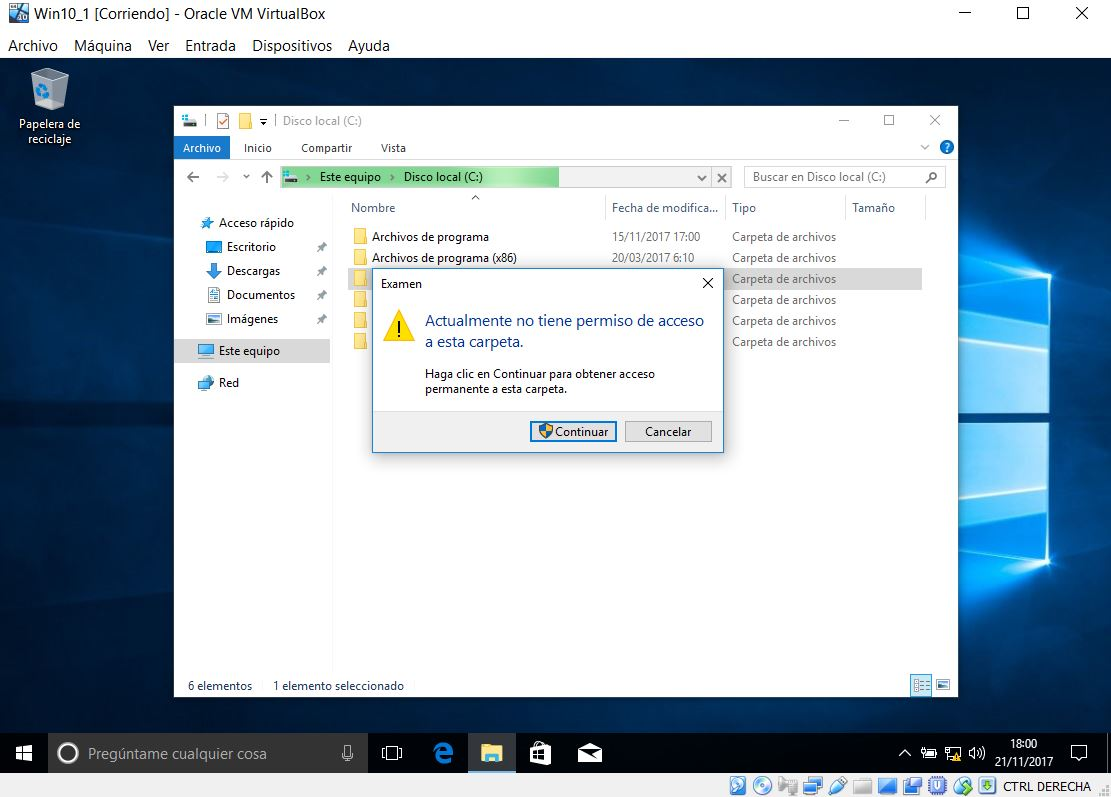 Win10_1 [Corriendo] - Oracle VM VirtualBox
Archivo Máquina Ver Entrada Dispositivos Ayuda
Papelera de
reciclaje
Disco local (C:)
Archivo Inicio Compartir Vista
Este equipo › Disco local (C:)
Buscar en Disco local (C:)
Nombre Fecha de modifica... Tipo Tamaño
Acceso rápido
Escritorio
Descargas
Documentos
Imágenes
Este equipo
Red
Archivos de programa 15/11/2017 17:00 Carpeta de archivos
Archivos de programa (x86) 20/03/2017 6:10 Carpeta de archivos
Carpeta de archivos
Carpeta de archivos
Carpeta de archivos
Carpeta de archivos
Examen
Actualmente no tiene permiso de acceso
a esta carpeta.
Haga clic en Continuar para obtener acceso
permanente a esta carpeta.
Continuar Cancelar
6 elementos 1 elemento seleccionado
Pregúntame cualquier cosa
18:00
21/11/2017
CTRL DERECHA